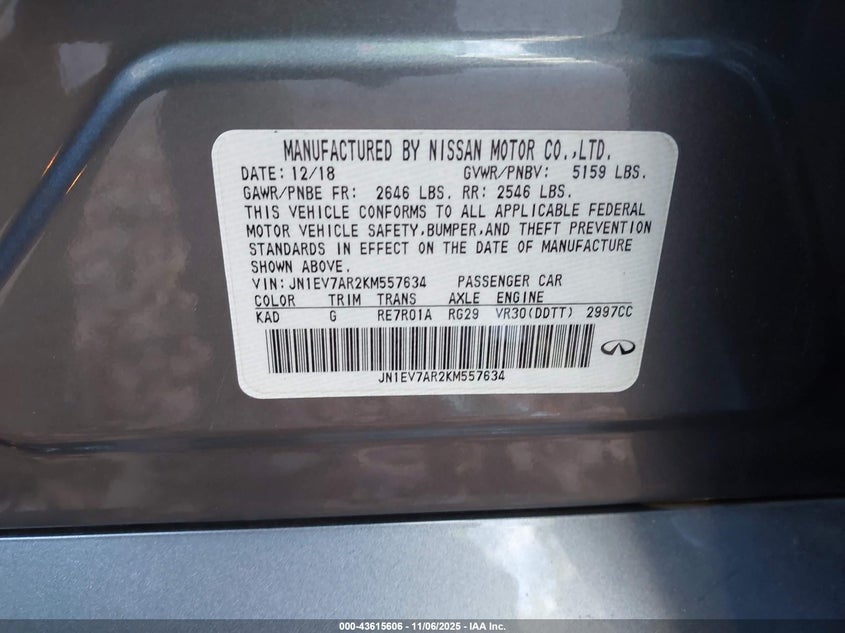 MANUFACTURED BY NISSAN MOTOR CO.,LTD.
DATE: 12/18 GVWR/PNBV: 5159 LBS.
GAWR/PNBE FR: 2646 LBS. RR: 2546 LBS.
THIS VEHICLE CONFORMS TO ALL APPLICABLE FEDERAL
MOTOR VEHICLE SAFETY,BUMPER,AND THEFT PREVENTION
STANDARDS IN EFFECT ON THE DATE OF MANUFACTURE
SHOWN ABOVE.
VIN: JN1EV7AR2KM557634 PASSENGER CAR
COLOR TRIM TRANS AXLE ENGINE
KAD G RE7R01A RG29 VR30(DDTT) 2997CC
JN1EV7AR2KM557634
000-43615606 - 11/06/2025 - IAA Inc.